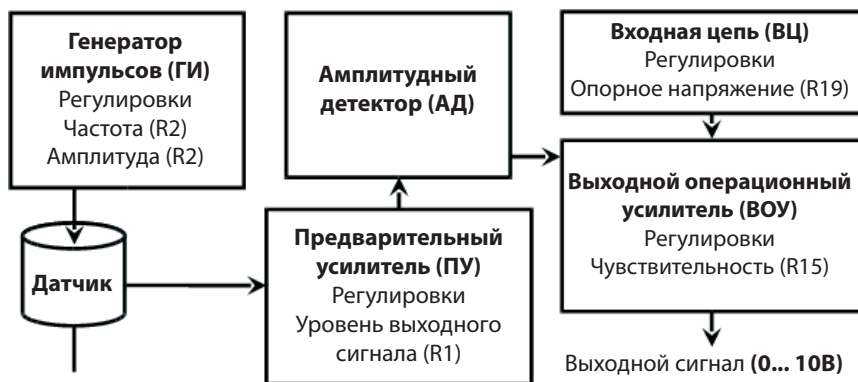 Генератор
импульсов (ГИ)
Регулировки
Частота (R2)
Амплитуда (R2)
Датчик
Предварительный
усилитель (ПУ)
Регулировки
Уровень выходного
сигнала (R1)
Амплитудный
детектор (АД)
Входная цепь (ВЦ)
Регулировки
Опорное напряжение (R19)
Выходной операционный
усилитель (ВОУ)
Регулировки
Чувствительность (R15)
Выходной сигнал (0... 10В)